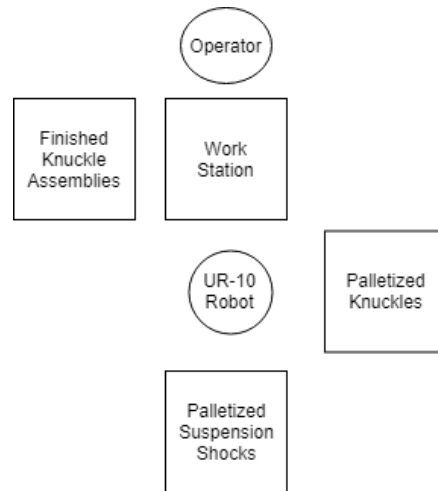 Operator
Finished
Knuckle
Assemblies
Work
Station
UR-10
Robot
Palletized
Knuckles
Palletized
Suspension
Shocks